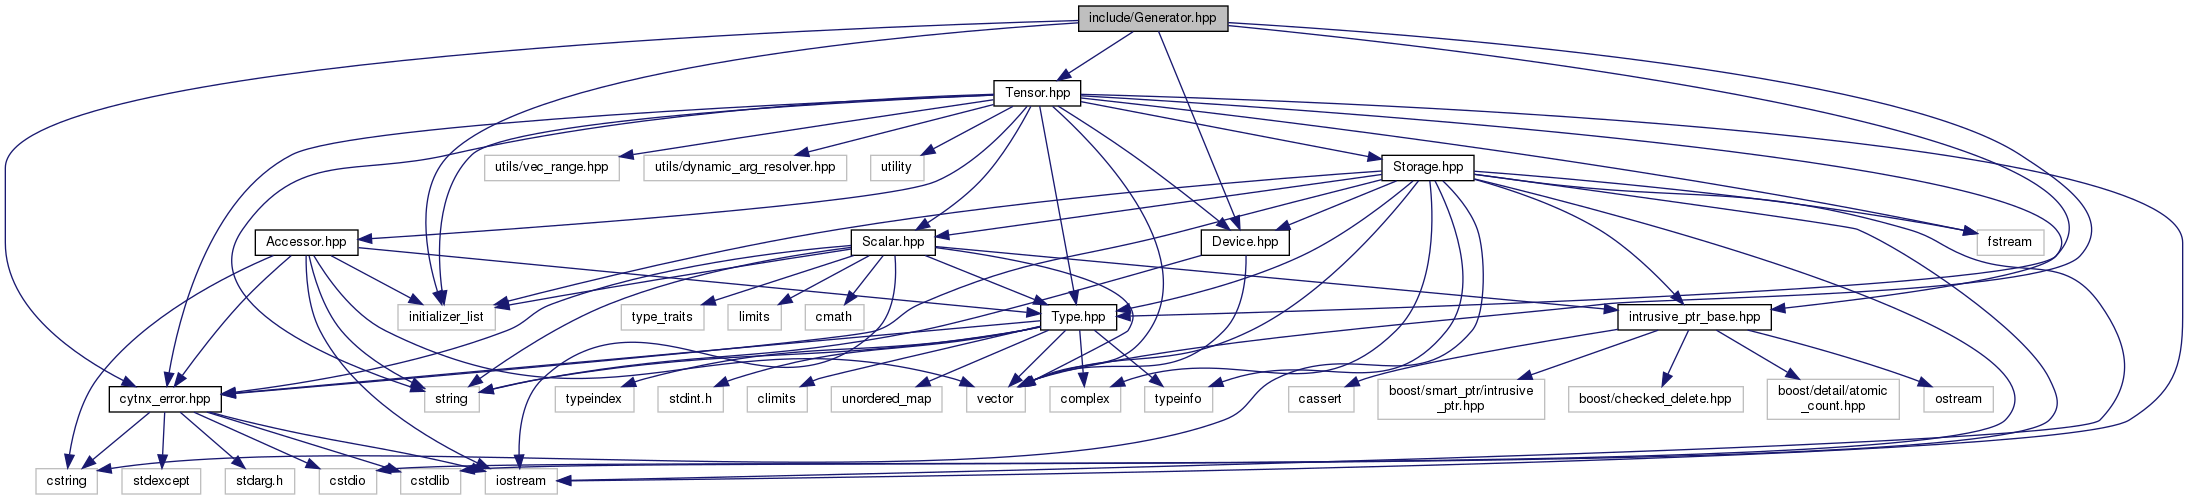 include/Generator.hpp
Tensor.hpp
utils/vec_range.hpp
utils/dynamic_arg_resolver.hpp
utility
Storage.hpp
Accessor.hpp
Scalar.hpp
Device.hpp
fstream
initializer_list
type_traits
limits
cmath
Type.hpp
intrusive_ptr_base.hpp
cytnx_error.hpp
string
typeindex
stdint.h
climits
unordered_map
vector
complex
typeinfo
cassert
boost/smart_ptr/intrusive
_ptr.hpp
boost/checked_delete.hpp
boost/detail/atomic
_count.hpp
ostream
cstring
stdexcept
stdarg.h
cstdio
cstdlib
iostream